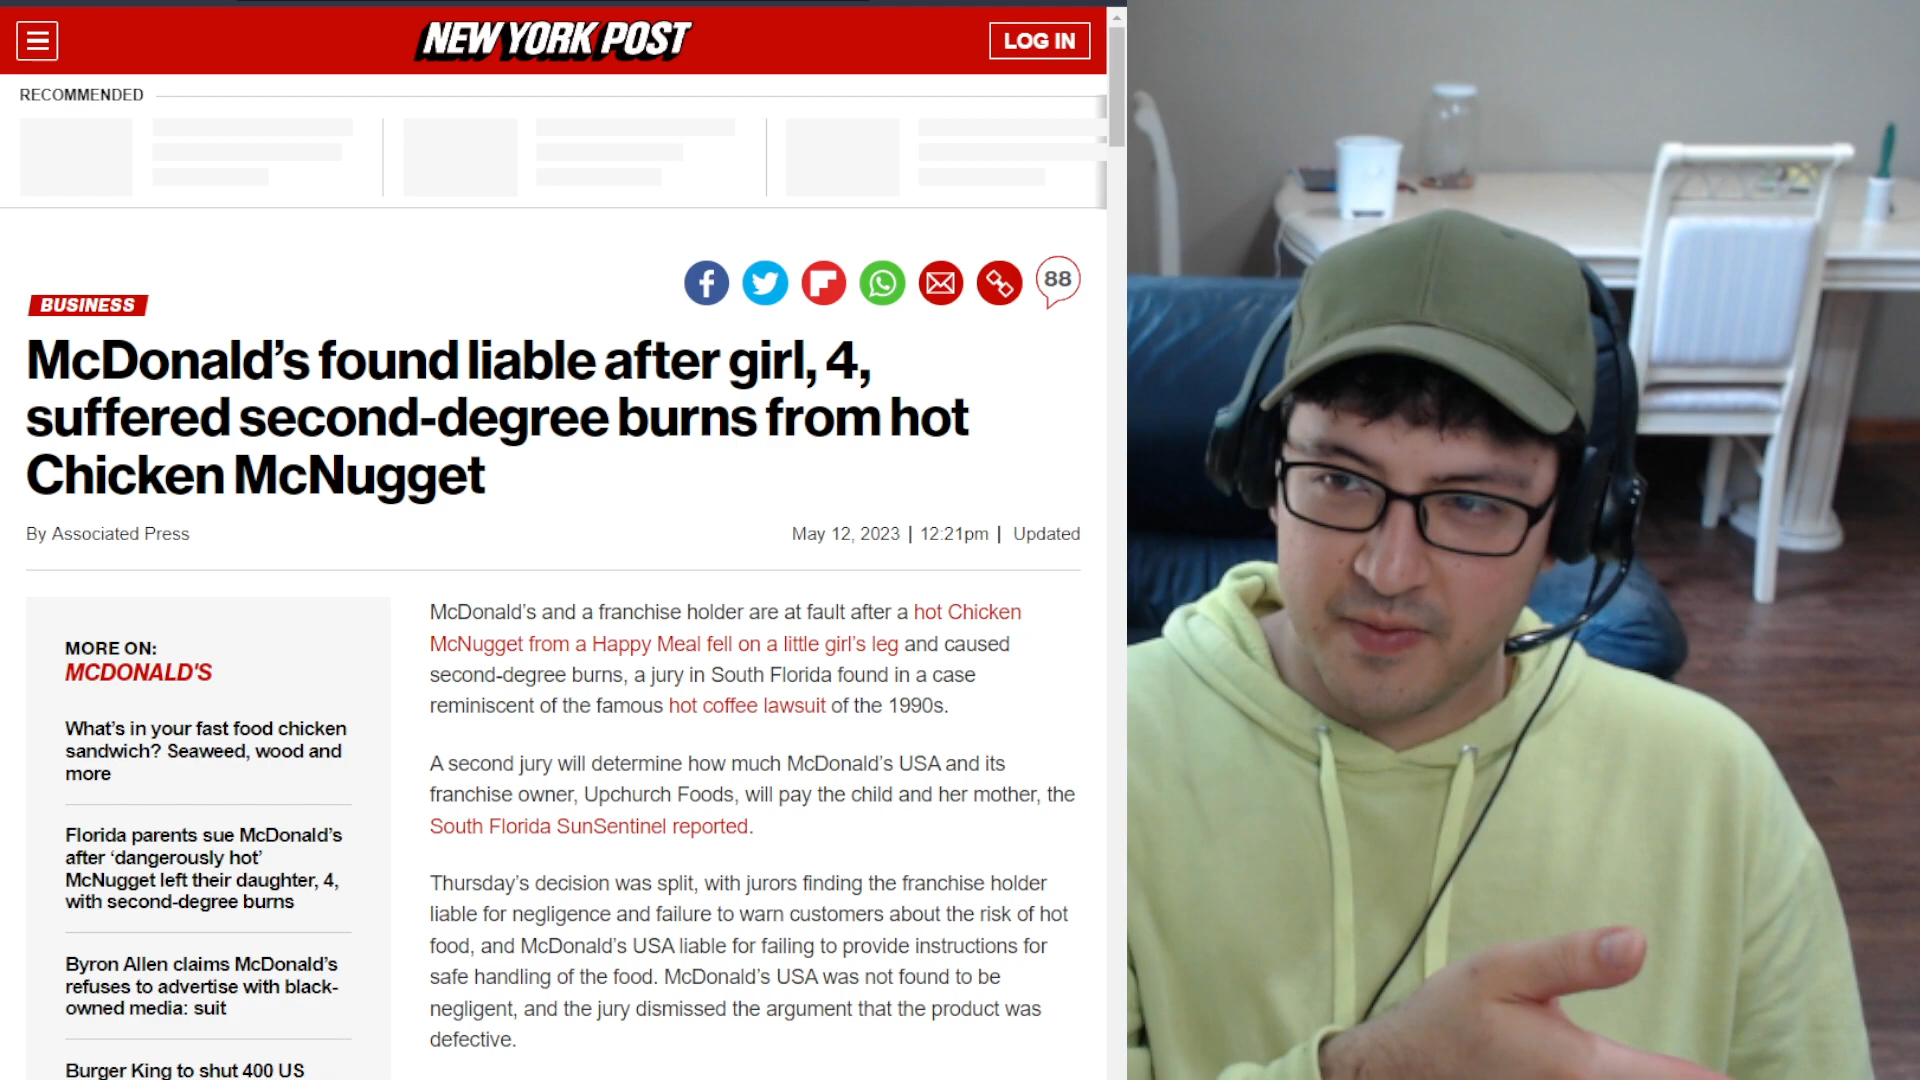 NEW YORK POST
LOG IN
RECOMMENDED
88
BUSINESS
McDonald's found liable after girl, 4,
suffered second-degree burns from hot
Chicken McNugget
By Associated Press
May 12, 2023 | 12:21pm | Updated
MORE ON:
MCDONALD'S
What's in your fast food chicken
sandwich? Seaweed, wood and
more
Florida parents sue McDonald's
after 'dangerously hot'
McNugget left their daughter, 4,
with second-degree burns
Byron Allen claims McDonald's
refuses to advertise with black-
owned media: suit
Burger King to shut 400 US
McDonald's and a franchise holder are at fault after a hot Chicken
McNugget from a Happy Meal fell on a little girl's leg and caused
second-degree burns, a jury in South Florida found in a case
reminiscent of the famous hot coffee lawsuit of the 1990s.
A second jury will determine how much McDonald's USA and its
franchise owner, Upchurch Foods, will pay the child and her mother, the
South Florida SunSentinel reported.
Thursday's decision was split, with jurors finding the franchise holder
liable for negligence and failure to warn customers about the risk of hot
food, and McDonald's USA liable for failing to provide instructions for
safe handling of the food. McDonald's USA was not found to be
negligent, and the jury dismissed the argument that the product was
defective.